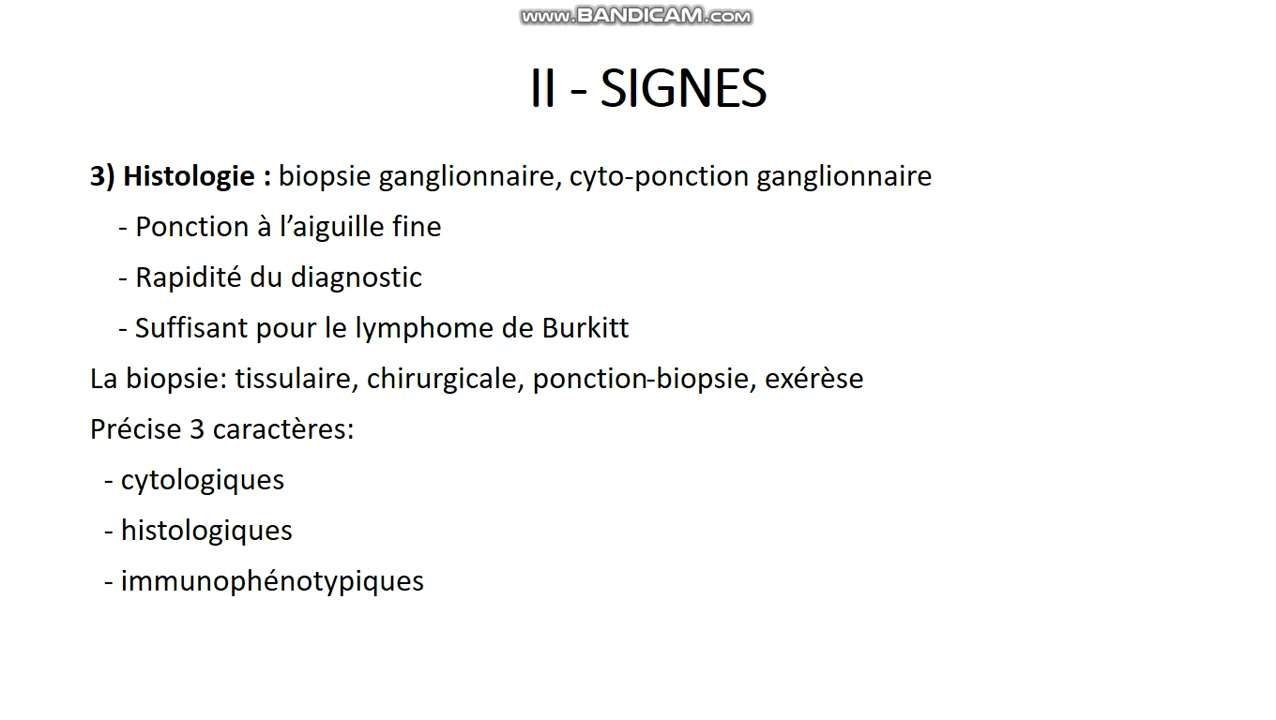 www.BANDICAM.com
II - SIGNES
3) Histologie : biopsie ganglionnaire, cyto-ponction ganglionnaire
- Ponction à l’aiguille fine
- Rapidité du diagnostic
- Suffisant pour le lymphome de Burkitt
La biopsie: tissulaire, chirurgicale, ponction-biopsie, exérèse
Précise 3 caractères:
- cytologiques
- histologiques
- immunophénotypiques